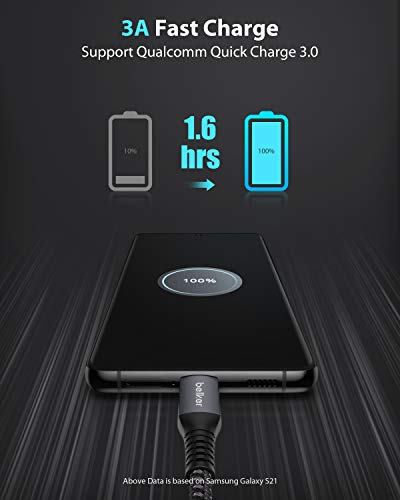 3A Fast Charge
Support Qualcomm Quick Charge 3.0
10%
1.6
hrs
100%
100%
belker
Above Data is based on Samsung Galaxy S21